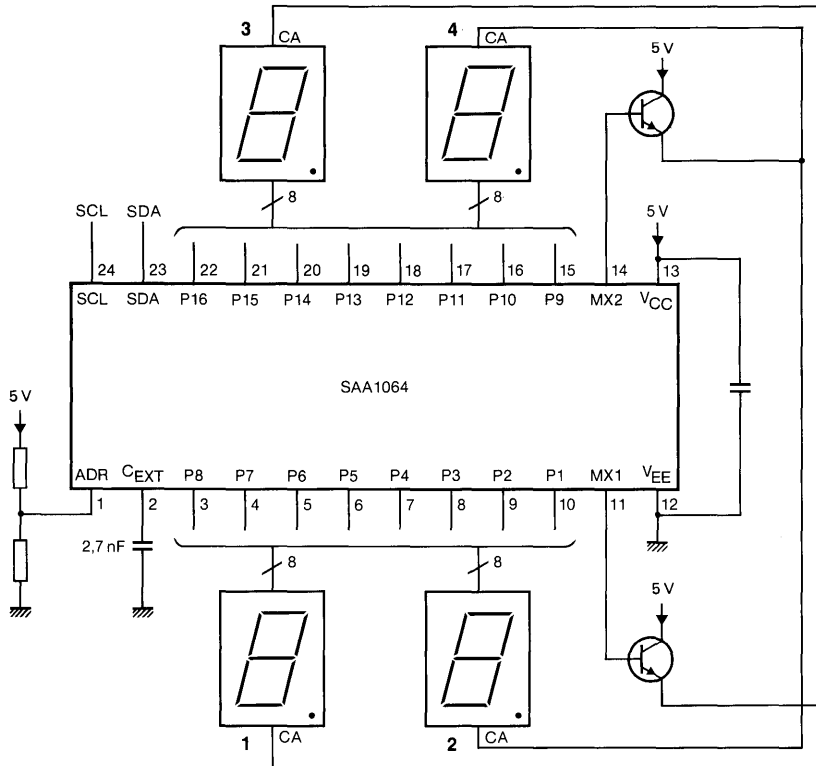 3 CA 4 CA
5 V
8 8
SCL SDA
5 V
24 23 22 21 20 19 18 17 16 15 14 13
SCL SDA P16 P15 P14 P13 P12 P11 P10 P9 MX2 VCC
SAA1064
5 V
ADR CEXT P8 P7 P6 P5 P4 P3 P2 P1 MX1 VEE
1 2 3 4 5 6 7 8 9 10 11 12
2,7 nF
8 8
5 V
1 CA 2 CA